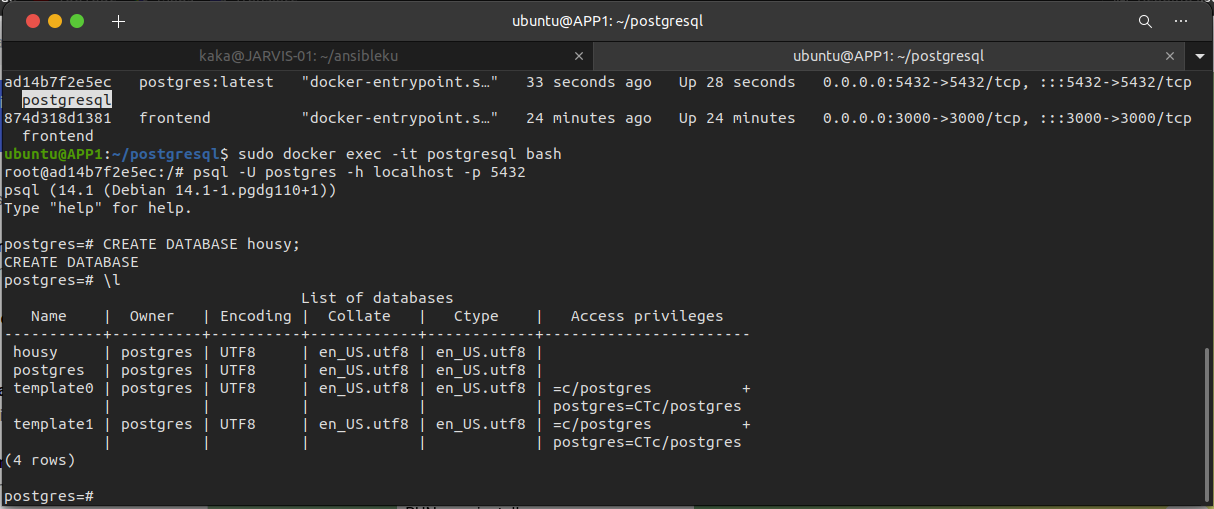 ubuntu@APP1: ~/postgresql
kaka@JARVIS-01: ~/ansibleku
ubuntu@APP1: ~/postgresql
ad14b7f2e5ec   postgres:latest   "docker-entrypoint.s…"   33 seconds ago   Up 28 seconds   0.0.0.0:5432->5432/tcp, :::5432->5432/tcp
  postgresql
874d318d1381   frontend          "docker-entrypoint.s…"   24 minutes ago   Up 24 minutes   0.0.0.0:3000->3000/tcp, :::3000->3000/tcp
  frontend
ubuntu@APP1:~/postgresql$ sudo docker exec -it postgresql bash
root@ad14b7f2e5ec:/# psql -U postgres -h localhost -p 5432
psql (14.1 (Debian 14.1-1.pgdg110+1))
Type "help" for help.

postgres=# CREATE DATABASE housy;
CREATE DATABASE
postgres=# \l
                                 List of databases
   Name    |  Owner   | Encoding |  Collate   |   Ctype    |   Access privileges
-----------+----------+----------+------------+------------+-----------------------
 housy     | postgres | UTF8     | en_US.utf8 | en_US.utf8 |
 postgres  | postgres | UTF8     | en_US.utf8 | en_US.utf8 |
 template0 | postgres | UTF8     | en_US.utf8 | en_US.utf8 | =c/postgres          +
           |          |          |            |            | postgres=CTc/postgres
 template1 | postgres | UTF8     | en_US.utf8 | en_US.utf8 | =c/postgres          +
           |          |          |            |            | postgres=CTc/postgres
(4 rows)

postgres=#